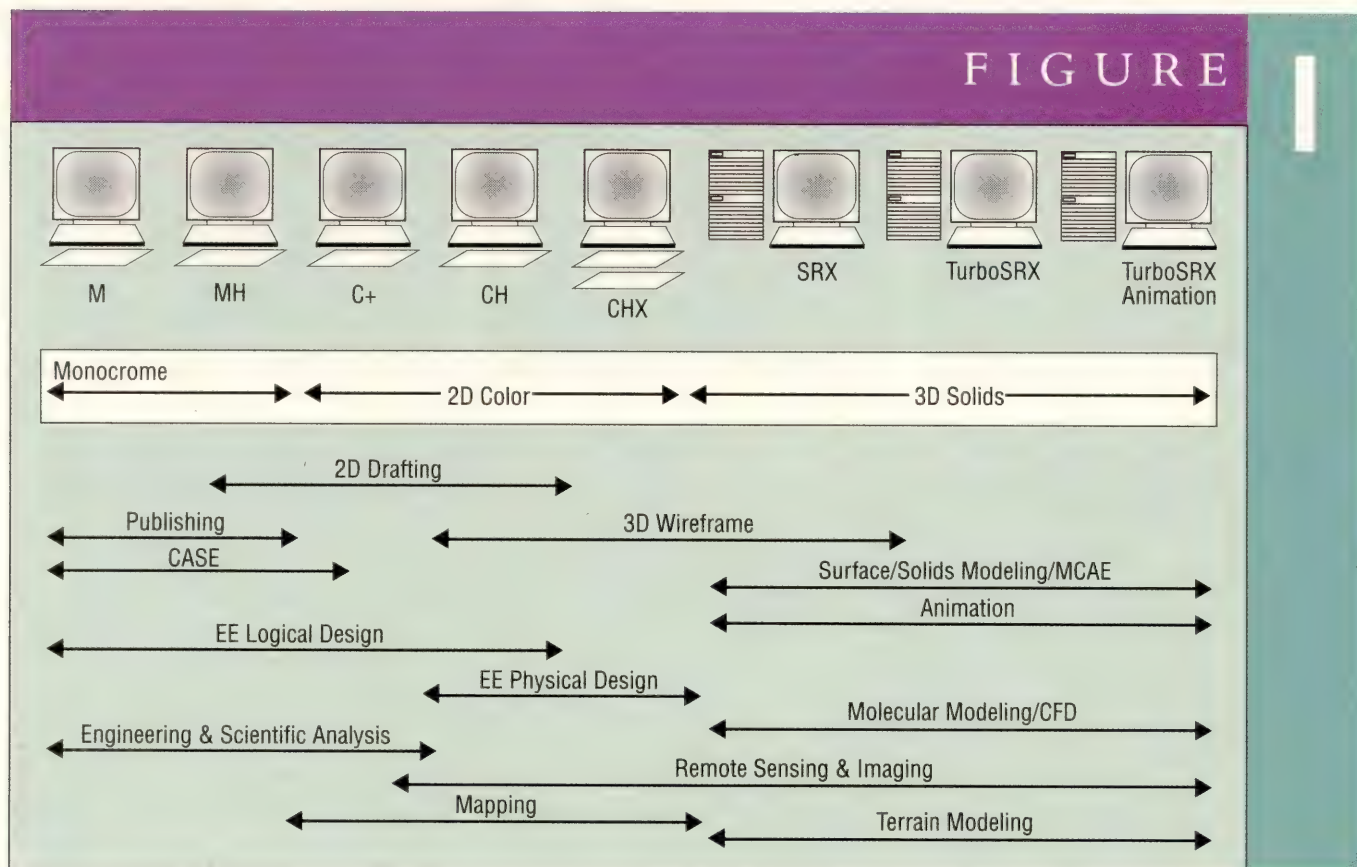 FIGURE I
M
MH
C+
CH
CHX
SRX
TurboSRX
TurboSRX
Animation
Monocrome
2D Color
3D Solids
2D Drafting
Publishing
3D Wireframe
CASE
Surface/Solids Modeling/MCAE
Animation
EE Logical Design
EE Physical Design
Molecular Modeling/CFD
Engineering & Scientific Analysis
Remote Sensing & Imaging
Mapping
Terrain Modeling